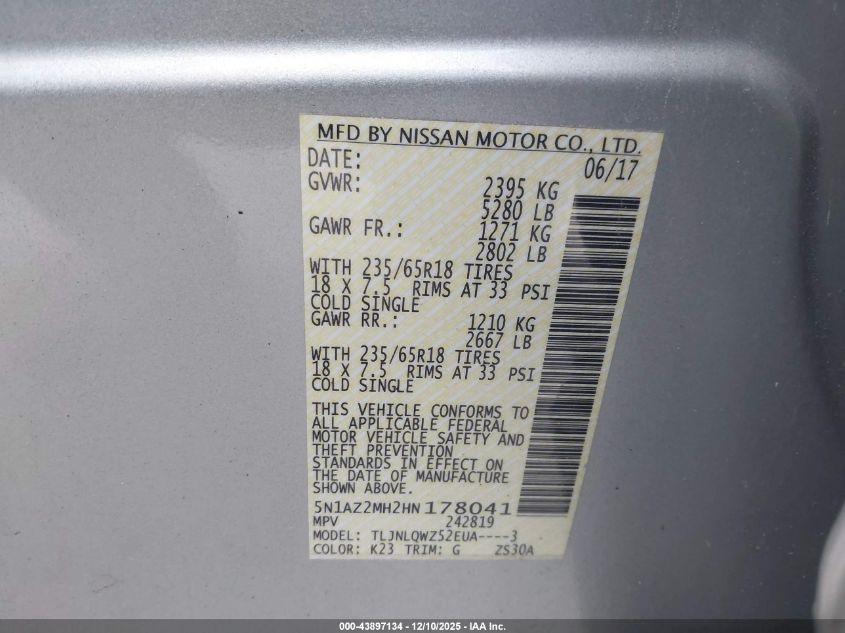 MFD BY NISSAN MOTOR CO., LTD.
DATE: 06/17
GVWR: 2395 KG
5280 LB
GAWR FR.: 1271 KG
2802 LB
WITH 235/65R18 TIRES
18 X 7.5 RIMS AT 33 PSI
COLD SINGLE
GAWR RR.: 1210 KG
2667 LB
WITH 235/65R18 TIRES
18 X 7.5 RIMS AT 33 PSI
COLD SINGLE
THIS VEHICLE CONFORMS TO
ALL APPLICABLE FEDERAL
MOTOR VEHICLE SAFETY AND
THEFT PREVENTION
STANDARDS IN EFFECT ON
THE DATE OF MANUFACTURE
SHOWN ABOVE.
5N1AZ2MH2HN178041
MPV 242819
MODEL: TLJNLQWZ52EUA----3
COLOR: K23 TRIM: G ZS30A
000-43897134 - 12/10/2025 - IAA Inc.